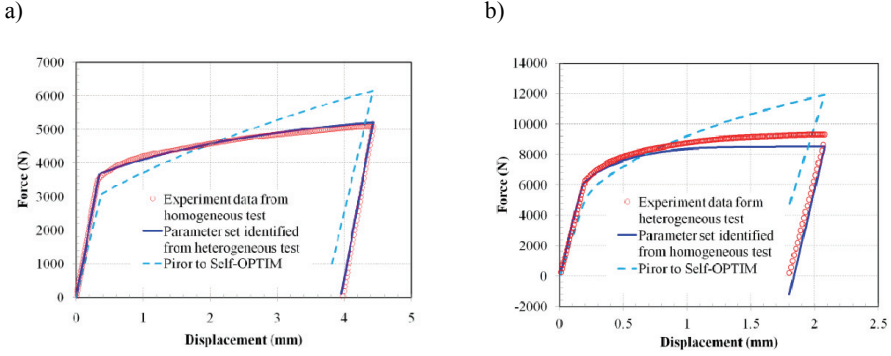 a)
b)
7000
6000
5000
4000
3000
2000
1000
0
Force (N)
Experiment data from
homogeneous test
Parameter set identified
from heterogeneous test
Piror to Self-OPTIM
0 1 2 3 4 5
Displacement (mm)
14000
12000
10000
8000
6000
4000
2000
0
-2000
Force (N)
Experiment data form
heterogeneous test
Parameter set identified
from homogeneous test
Piror to Self-OPTIM
0 0.5 1 1.5 2 2.5
Displacement (mm)